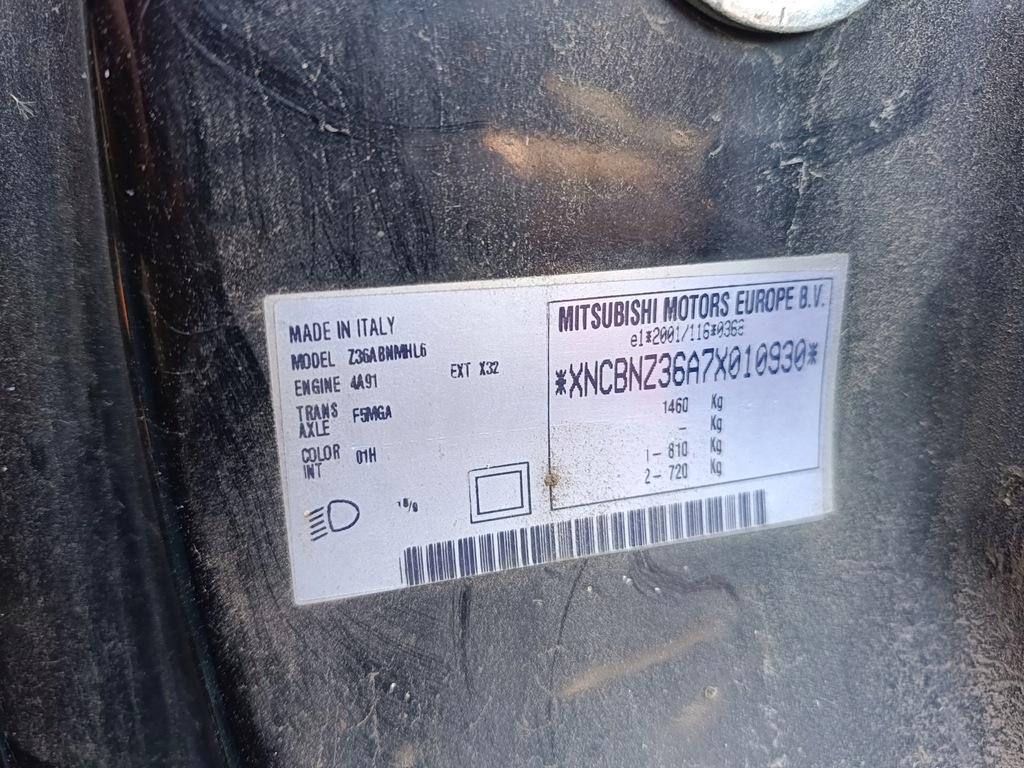 MADE IN ITALY
MODEL Z36ABNMHL6
EXT X32
ENGINE 4A91
TRANS AXLE F5MGA
COLOR INT 01H
MITSUBISHI MOTORS EUROPE B.V.
e1*2001/116*0363
*XNCBNZ36A7X010930*
1460 Kg
- Kg
1- 810 Kg
2- 720 Kg